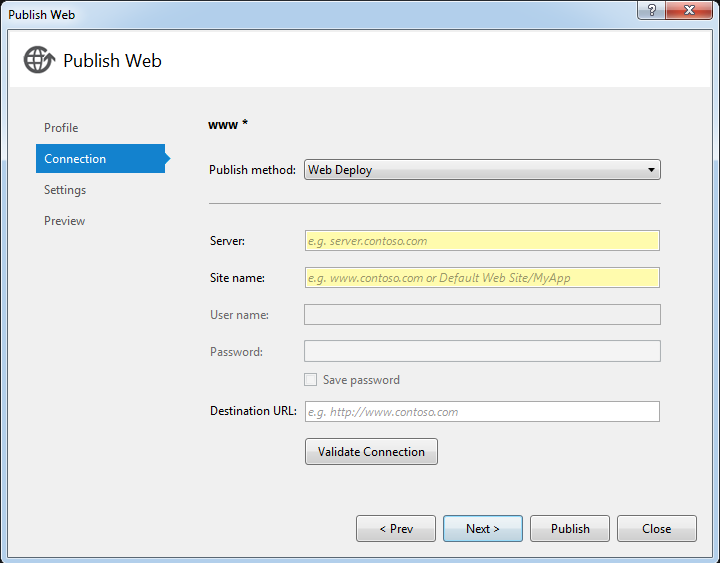 Publish Web
?
Publish Web
Profile
Connection
Settings
Preview
www *
Publish method: Web Deploy
Server: e.g. server.contoso.com
Site name: e.g. www.contoso.com or Default Web Site/MyApp
User name:
Password:
Save password
Destination URL: e.g. http://www.contoso.com
Validate Connection
< Prev Next > Publish Close